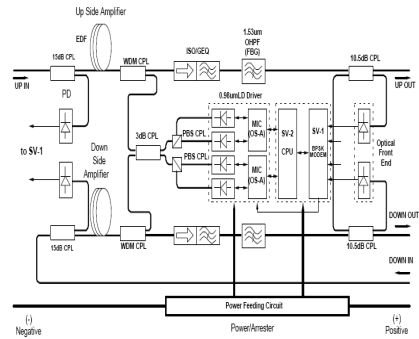 Up Side Amplifier
EDF
15dB CPL
WDM CPL
ISO/GEQ
1.53um
OHPF
(FBG)
10.5dB CPL
UP IN
UP OUT
PD
0.98umLD Driver
3dB CPL
PBS CPL
PBS CPL
MIC
(OS-A)
MIC
(OS-A)
SV-2
CPU
SV-1
BPSK
MODEM
Optical
Front
End
to SV-1
Down
Side
Amplifier
15dB CPL
WDM CPL
10.5dB CPL
DOWN OUT
DOWN IN
Power Feeding Circuit
(-)
Negative
Power/Arrester
(+)
Positive